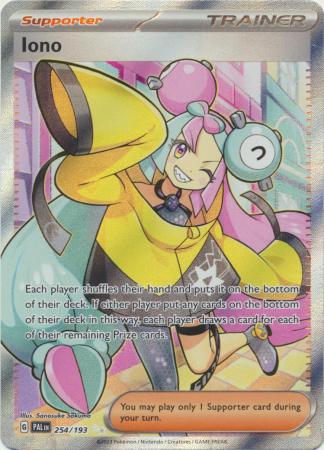 Supporter TRAINER
Iono
Each player shuffles their hand and puts it on the bottom
of their deck. If either player put any cards on the bottom
of their deck in this way, each player draws a card for each
of their remaining Prize cards.
Illus. Sanosuke Sakuma
G PAL EN 254/193
You may play only 1 Supporter card during
your turn.
©2023 Pokémon / Nintendo / Creatures / GAME FREAK